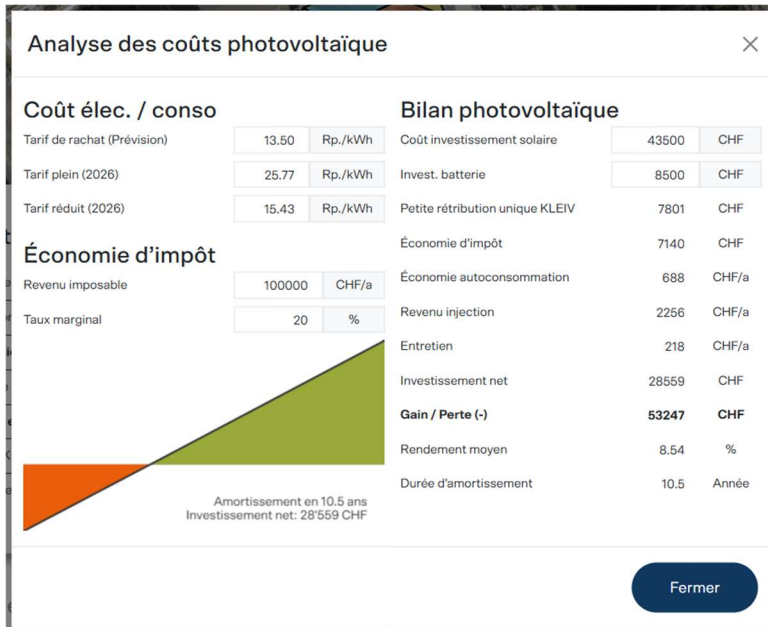 Analyse des coûts photovoltaïque
Coût élec. / conso
Tarif de rachat (Prévision) 13.50 Rp./kWh
Tarif plein (2026) 25.77 Rp./kWh
Tarif réduit (2026) 15.43 Rp./kWh
Économie d'impôt
Revenu imposable 100000 CHF/a
Taux marginal 20 %
Amortissement en 10.5 ans
Investissement net: 28'559 CHF
Bilan photovoltaïque
Coût investissement solaire 43500 CHF
Invest. batterie 8500 CHF
Petite rétribution unique KLEIV 7801 CHF
Économie d'impôt 7140 CHF
Économie autoconsommation 688 CHF/a
Revenu injection 2256 CHF/a
Entretien 218 CHF/a
Investissement net 28559 CHF
Gain / Perte (-) 53247 CHF
Rendement moyen 8.54 %
Durée d'amortissement 10.5 Année
Fermer